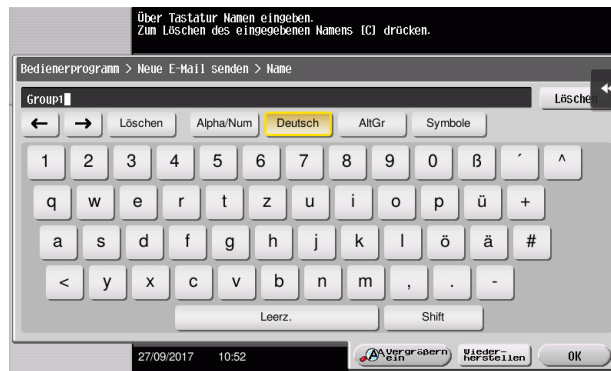 Über Tastatur Namen eingeben.
Zum Löschen des eingegebenen Namens [C] drücken.
Bedienerprogramm > Neue E-Mail senden > Name
Group1
Lösche
← → Löschen Alpha/Num Deutsch AltGr Symbole
1 2 3 4 5 6 7 8 9 0 ß ´ ^
q w e r t z u i o p ü +
a s d f g h j k l ö ä #
< y x c v b n m , . -
Leerz. Shift
27/09/2017 10:52 Vergrößern ein Wieder-herstellen OK